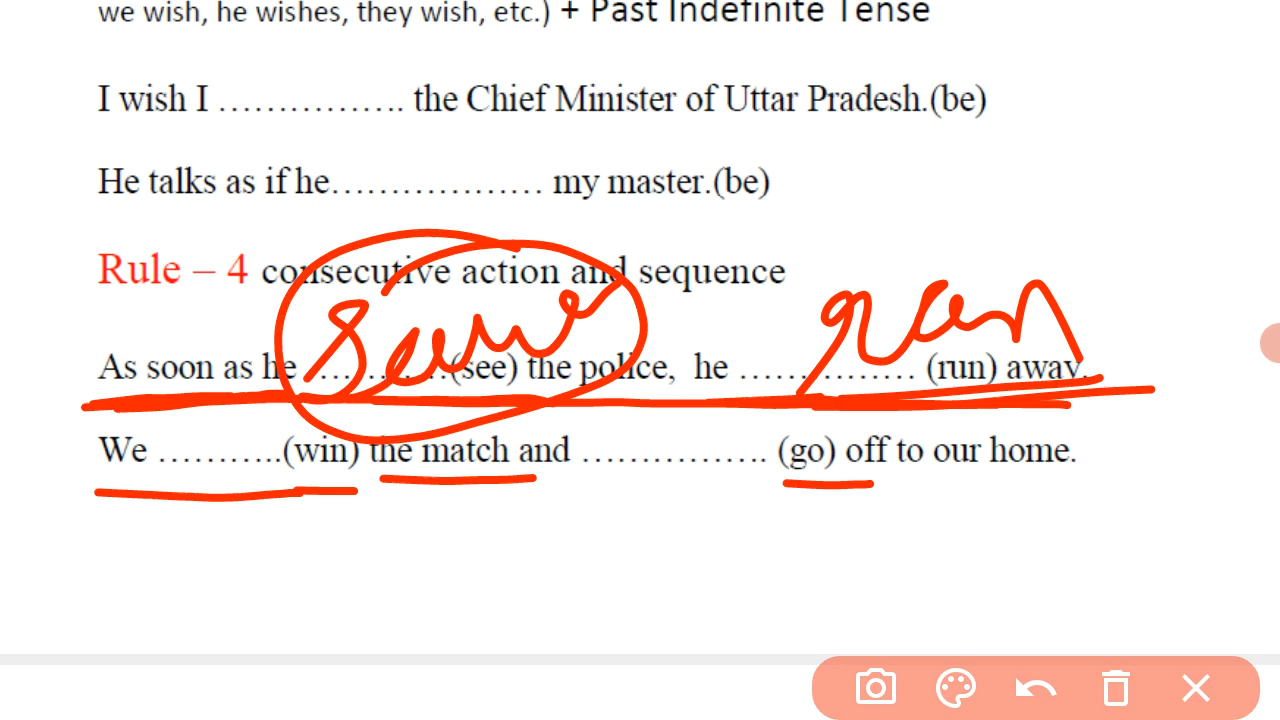 we wish, he wishes, they wish, etc.) + Past Indefinite Tense
I wish I ................ the Chief Minister of Uttar Pradesh.(be)
He talks as if he.................. my master.(be)
Rule – 4 consecutive action and sequence
saw ran
As soon as he .............(see) the police, he ............... (run) away.
We ...........(win) the match and ................ (go) off to our home.